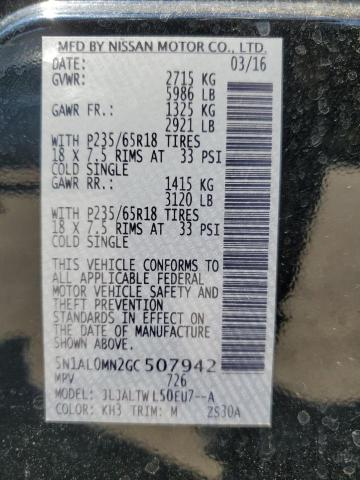 MFD BY NISSAN MOTOR CO., LTD.
DATE: 03/16
GVWR: 2715 KG
5986 LB
GAWR FR.: 1325 KG
2921 LB
WITH P235/65R18 TIRES
18 X 7.5 RIMS AT 33 PSI
COLD SINGLE
GAWR RR.: 1415 KG
3120 LB
WITH P235/65R18 TIRES
18 X 7.5 RIMS AT 33 PSI
COLD SINGLE
THIS VEHICLE CONFORMS TO
ALL APPLICABLE FEDERAL
MOTOR VEHICLE SAFETY AND
THEFT PREVENTION
STANDARDS IN EFFECT ON
THE DATE OF MANUFACTURE
SHOWN ABOVE.
5N1AL0MN2GC507942
MPV 726
MODEL: JLJALTW L50EU7--A
COLOR: KH3 TRIM: M ZS30A